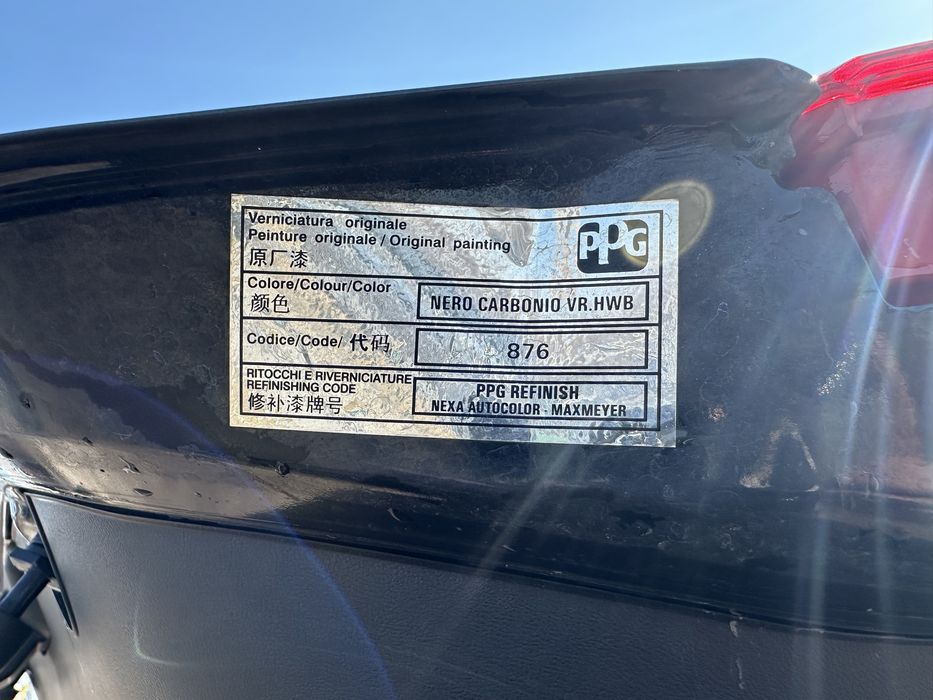 Verniciatura originale
Peinture originale / Original painting
原厂漆
PPG
Colore/Colour/Color
颜色
NERO CARBONIO VR.HWB
Codice/Code/ 代码
876
RITOCCHI E RIVERNICIATURE
REFINISHING CODE
修补漆牌号
PPG REFINISH
NEXA AUTOCOLOR - MAXMEYER